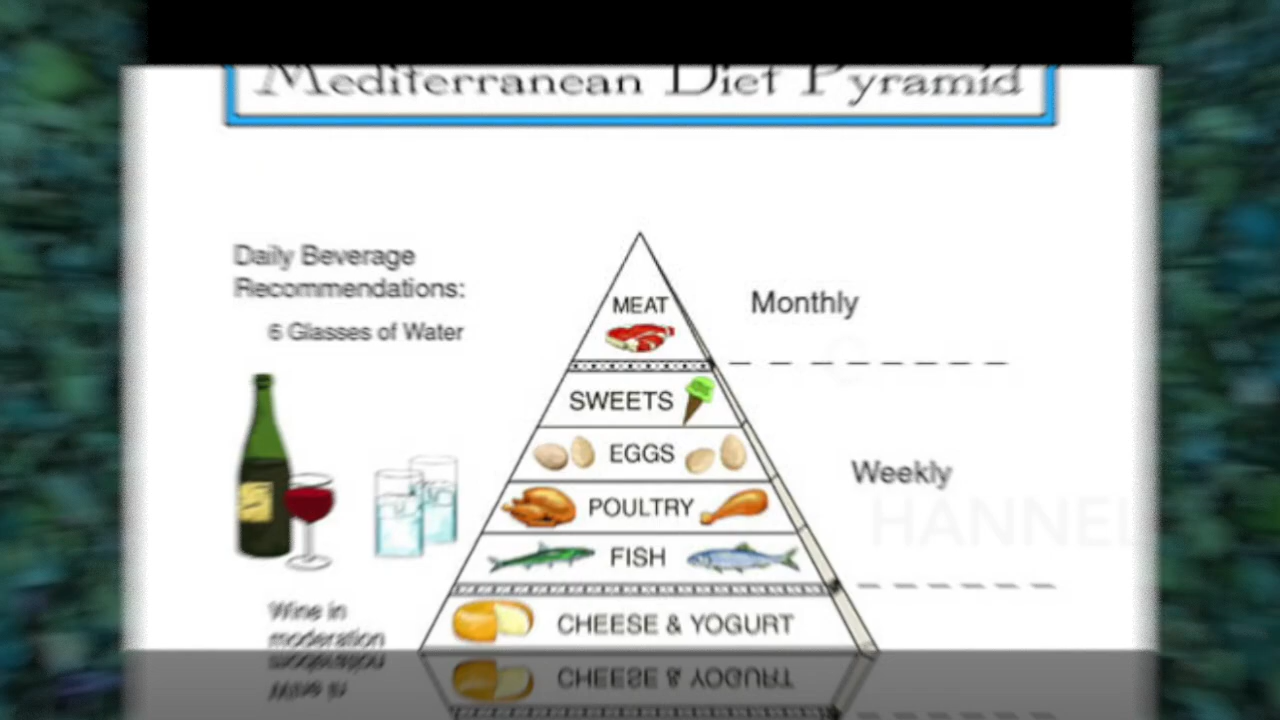 Mediterranean Diet Pyramid
Daily Beverage
Recommendations:
6 Glasses of Water
MEAT
Monthly
SWEETS
EGGS
Weekly
POULTRY
HANNEL
FISH
Wine in
moderation
CHEESE & YOGURT